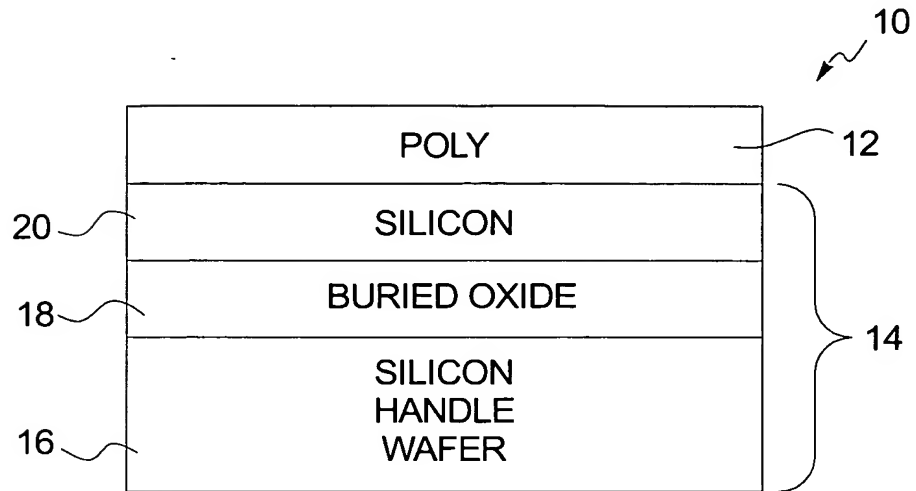 10
POLY
12
20
SILICON
18
BURIED OXIDE
14
SILICON
HANDLE
WAFER
16